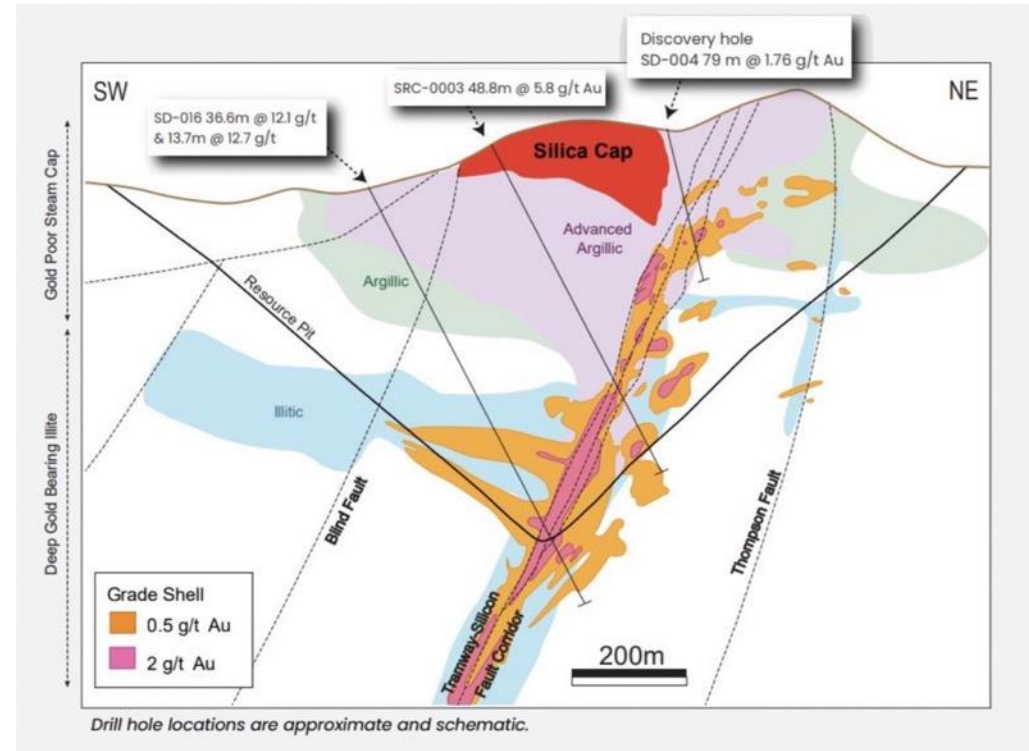 Discovery hole
SD-004 79 m @ 1.76 g/t Au
SRC-0003 48.8m @ 5.8 g/t Au
SD-016 36.6m @ 12.1 g/t
& 13.7m @ 12.7 g/t
SW
NE
Silica Cap
Advanced
Argillic
Argillic
Resource Pit
Illitic
Blind Fault
Thompson Fault
Tramway-Silicon
Fault Corridor
Gold Poor Steam Cap
Deep Gold Bearing Illite
Grade Shell
0.5 g/t Au
2 g/t Au
200m
Drill hole locations are approximate and schematic.